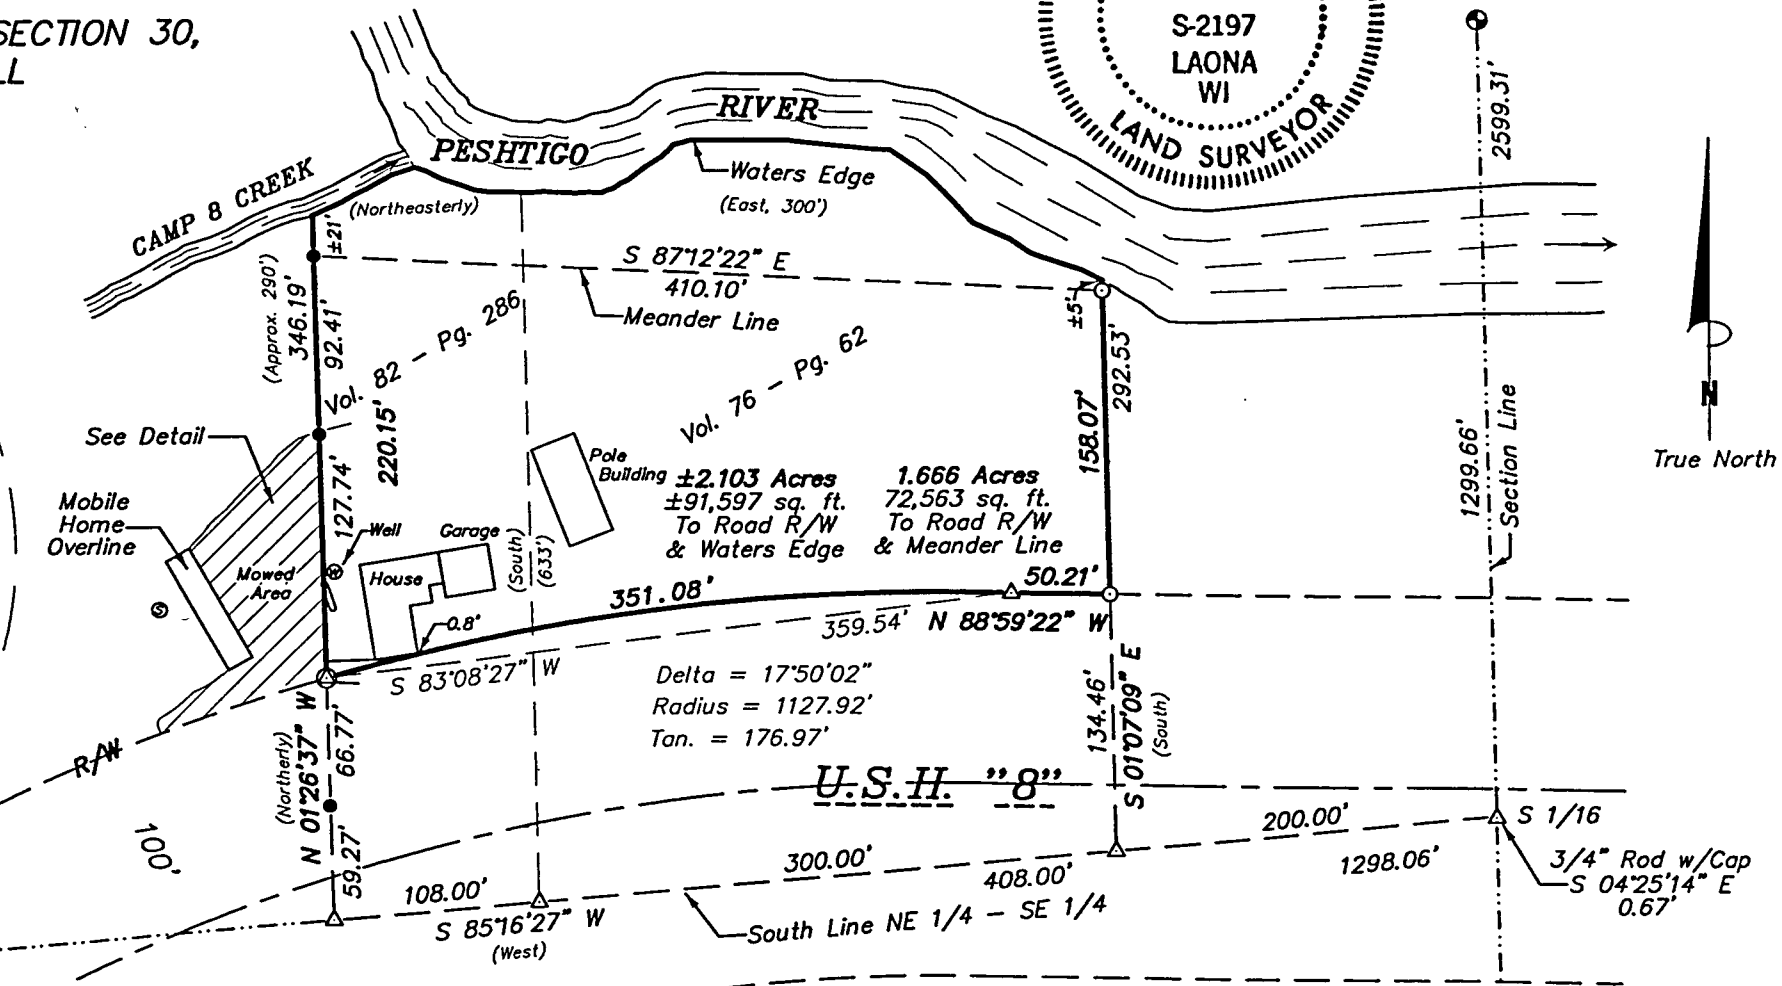 SECTION 30,
LL
S-2197
LAONA
WI
LAND SURVEYOR
2599.31'
RIVER
PESHTIGO
CAMP 8 CREEK
Waters Edge
(East, 300')
(Northeasterly)
±21'
S 87°12'22" E
410.10'
Meander Line
±5'
(Approx. 290')
346.19'
92.41'
Vol. 82 - Pg. 286
Vol. 76 - Pg. 62
292.53'
158.07'
1299.66'
Section Line
N
True North
See Detail
220.15'
127.74'
Mobile
Home
Overline
Pole
Building
±2.103 Acres
±91,597 sq. ft.
To Road R/W
& Waters Edge
1.666 Acres
72,563 sq. ft.
To Road R/W
& Meander Line
Well
W
Garage
House
Mowed
Area
S
(South)
(633')
0.8'
351.08'
50.21'
359.54'
N 88°59'22" W
S 83°08'27" W
Delta = 17°50'02"
Radius = 1127.92'
Tan. = 176.97'
R/W
(Northerly)
N 01°26'37" W
66.77'
59.27'
134.46'
S 01°07'09" E
(South)
U.S.H. "8"
100'
108.00'
S 85°16'27" W
(West)
300.00'
408.00'
200.00'
1298.06'
S 1/16
3/4" Rod w/Cap
S 04°25'14" E
0.67'
South Line NE 1/4 - SE 1/4